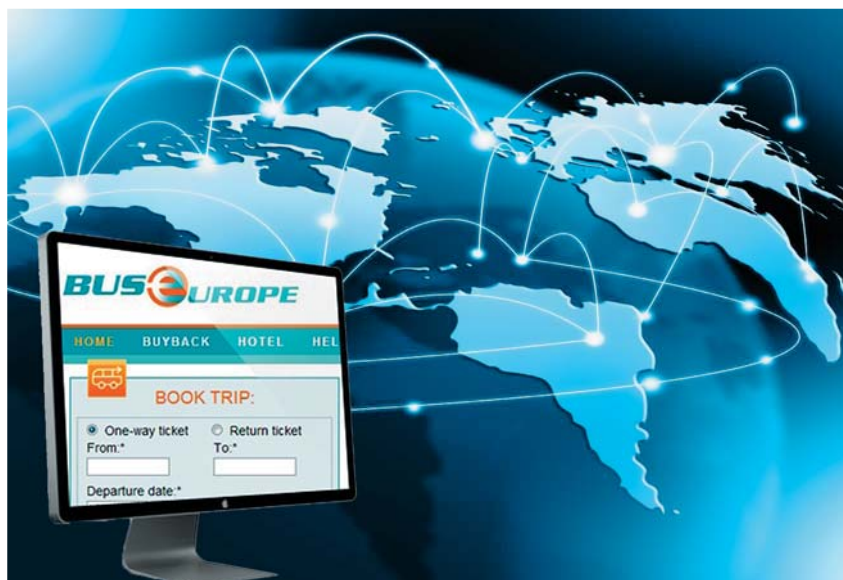 BUSeUROPE
HOME BUYBACK HOTEL HEL
BOOK TRIP:
One-way ticket Return ticket
From:* To:*
Departure date:*